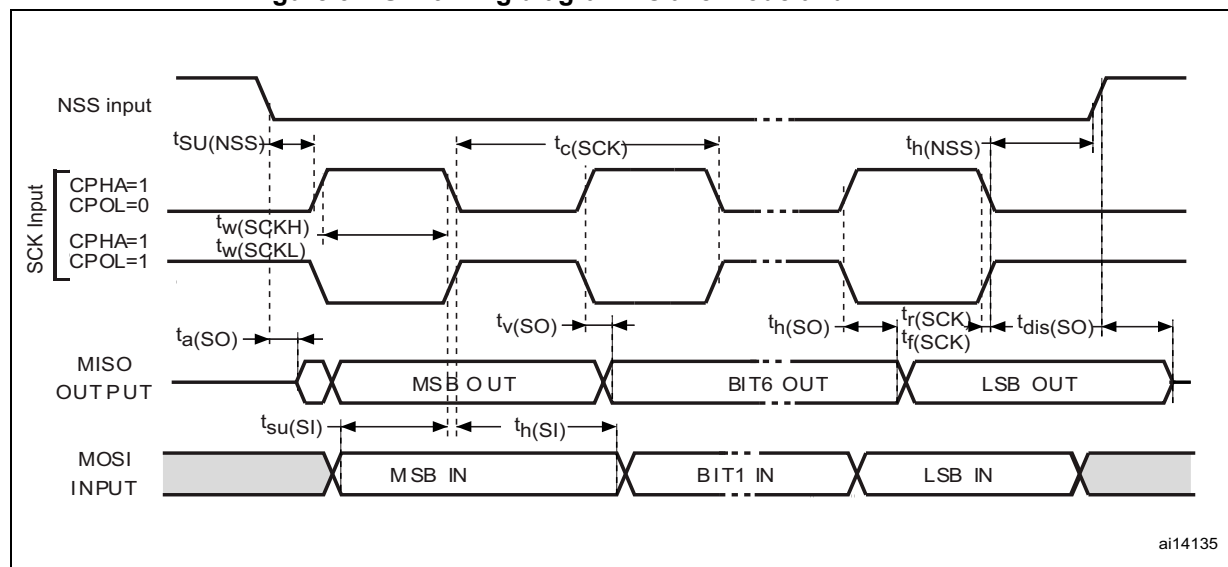 NSS input
tSU(NSS)
tc(SCK)
th(NSS)
SCK Input
CPHA=1
CPOL=0
CPHA=1
CPOL=1
tw(SCKH)
tw(SCKL)
ta(SO)
tv(SO)
th(SO)
tr(SCK)
tf(SCK)
tdis(SO)
MISO
OUTPUT
MSB OUT
BIT6 OUT
LSB OUT
tsu(SI)
th(SI)
MOSI
INPUT
MSB IN
BIT1 IN
LSB IN
ai14135